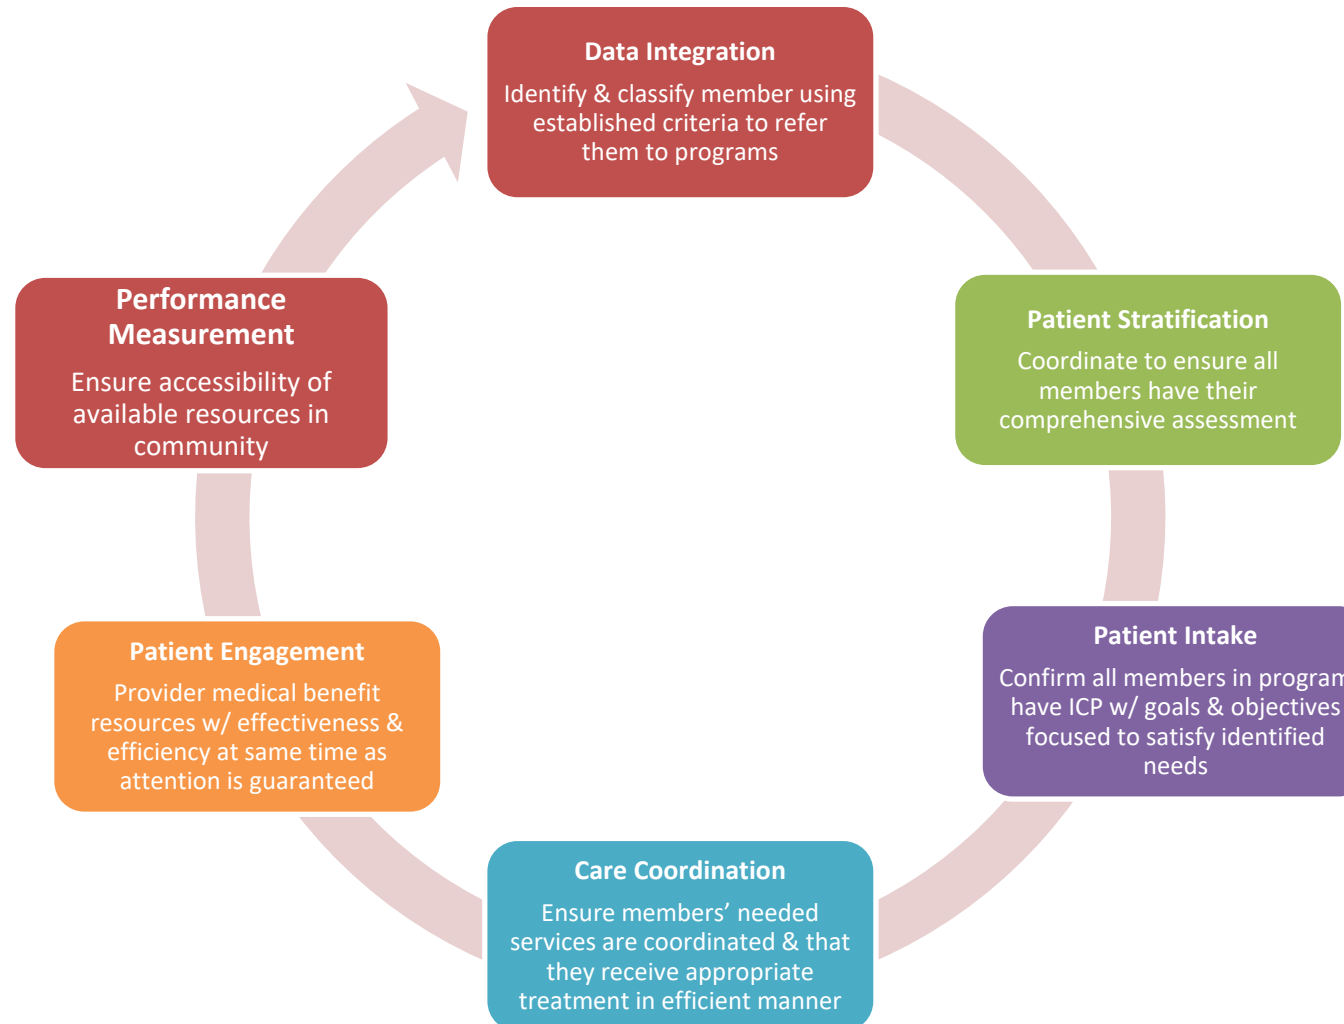 Data Integration
Identify & classify member using
established criteria to refer
them to programs
Patient Stratification
Coordinate to ensure all
members have their
comprehensive assessment
Patient Intake
Confirm all members in program
have ICP w/ goals & objectives
focused to satisfy identified
needs
Care Coordination
Ensure members’ needed
services are coordinated & that
they receive appropriate
treatment in efficient manner
Patient Engagement
Provider medical benefit
resources w/ effectiveness &
efficiency at same time as
attention is guaranteed
Performance
Measurement
Ensure accessibility of
available resources in
community